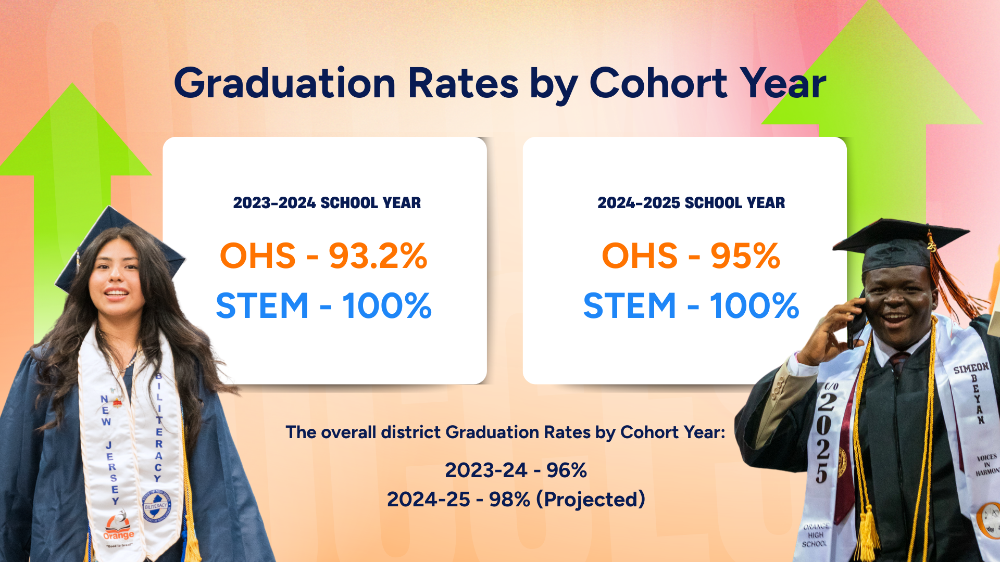 Graduation Rates by Cohort Year
2023-2024 SCHOOL YEAR
OHS - 93.2%
STEM - 100%
2024-2025 SCHOOL YEAR
OHS - 95%
STEM - 100%
The overall district Graduation Rates by Cohort Year:
2023-24 - 96%
2024-25 - 98% (Projected)
NEW JERSEY
BILITERACY
BILITERACY
Orange
"Good to Great"
25
C/O
2025
ORANGE
HIGH
SCHOOL
SIMEON
BEYAN
VOICES
IN
HARMON